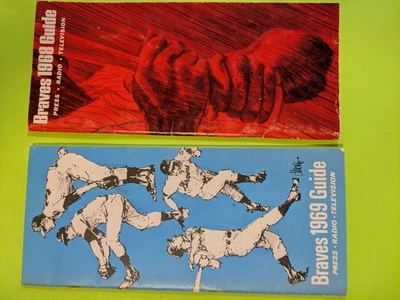 Braves 1968 Guide
PRESS • RADIO • TELEVISION
Braves 1969 Guide
PRESS • RADIO • TELEVISION